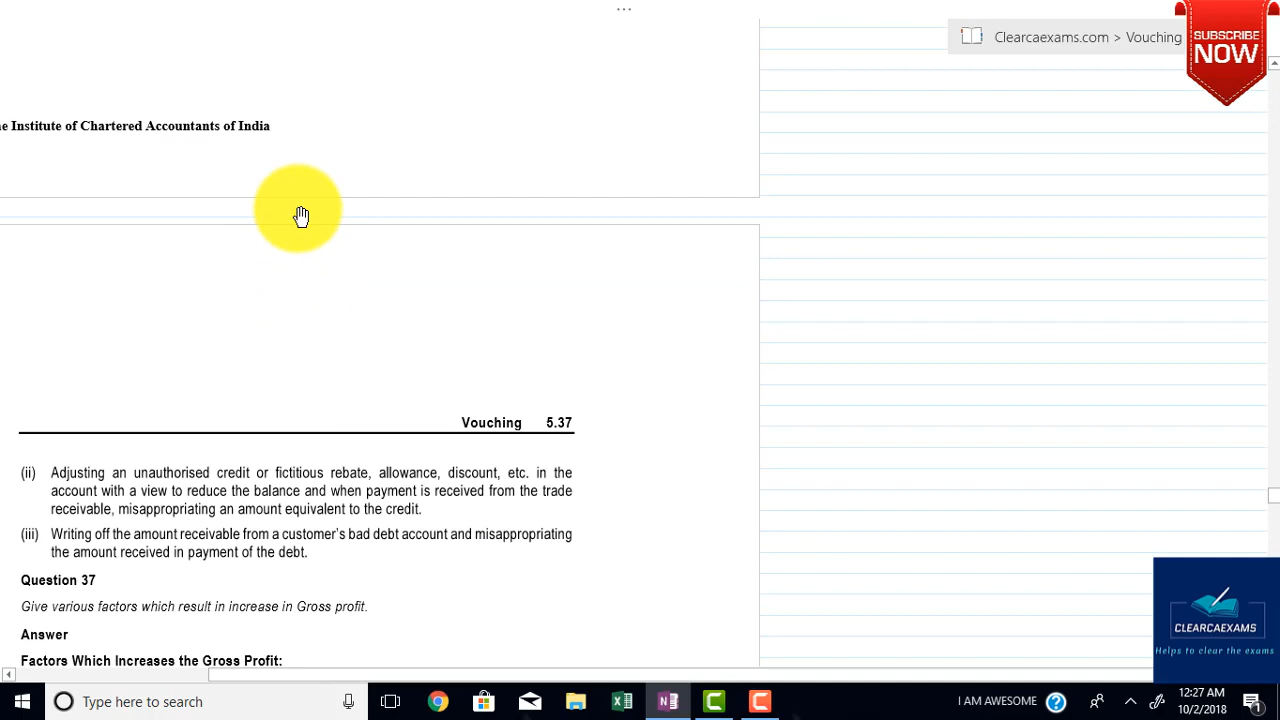 ...
Clearcaexams.com > Vouching
SUBSCRIBE
NOW
e Institute of Chartered Accountants of India
Vouching 5.37
(ii) Adjusting an unauthorised credit or fictitious rebate, allowance, discount, etc. in the
account with a view to reduce the balance and when payment is received from the trade
receivable, misappropriating an amount equivalent to the credit.
(iii) Writing off the amount receivable from a customer's bad debt account and misappropriating
the amount received in payment of the debt.
Question 37
Give various factors which result in increase in Gross profit.
Answer
Factors Which Increases the Gross Profit:
CLEARCAEXAMS
Helps to clear the exams
Type here to search
I AM AWESOME
12:27 AM
10/2/2018
1